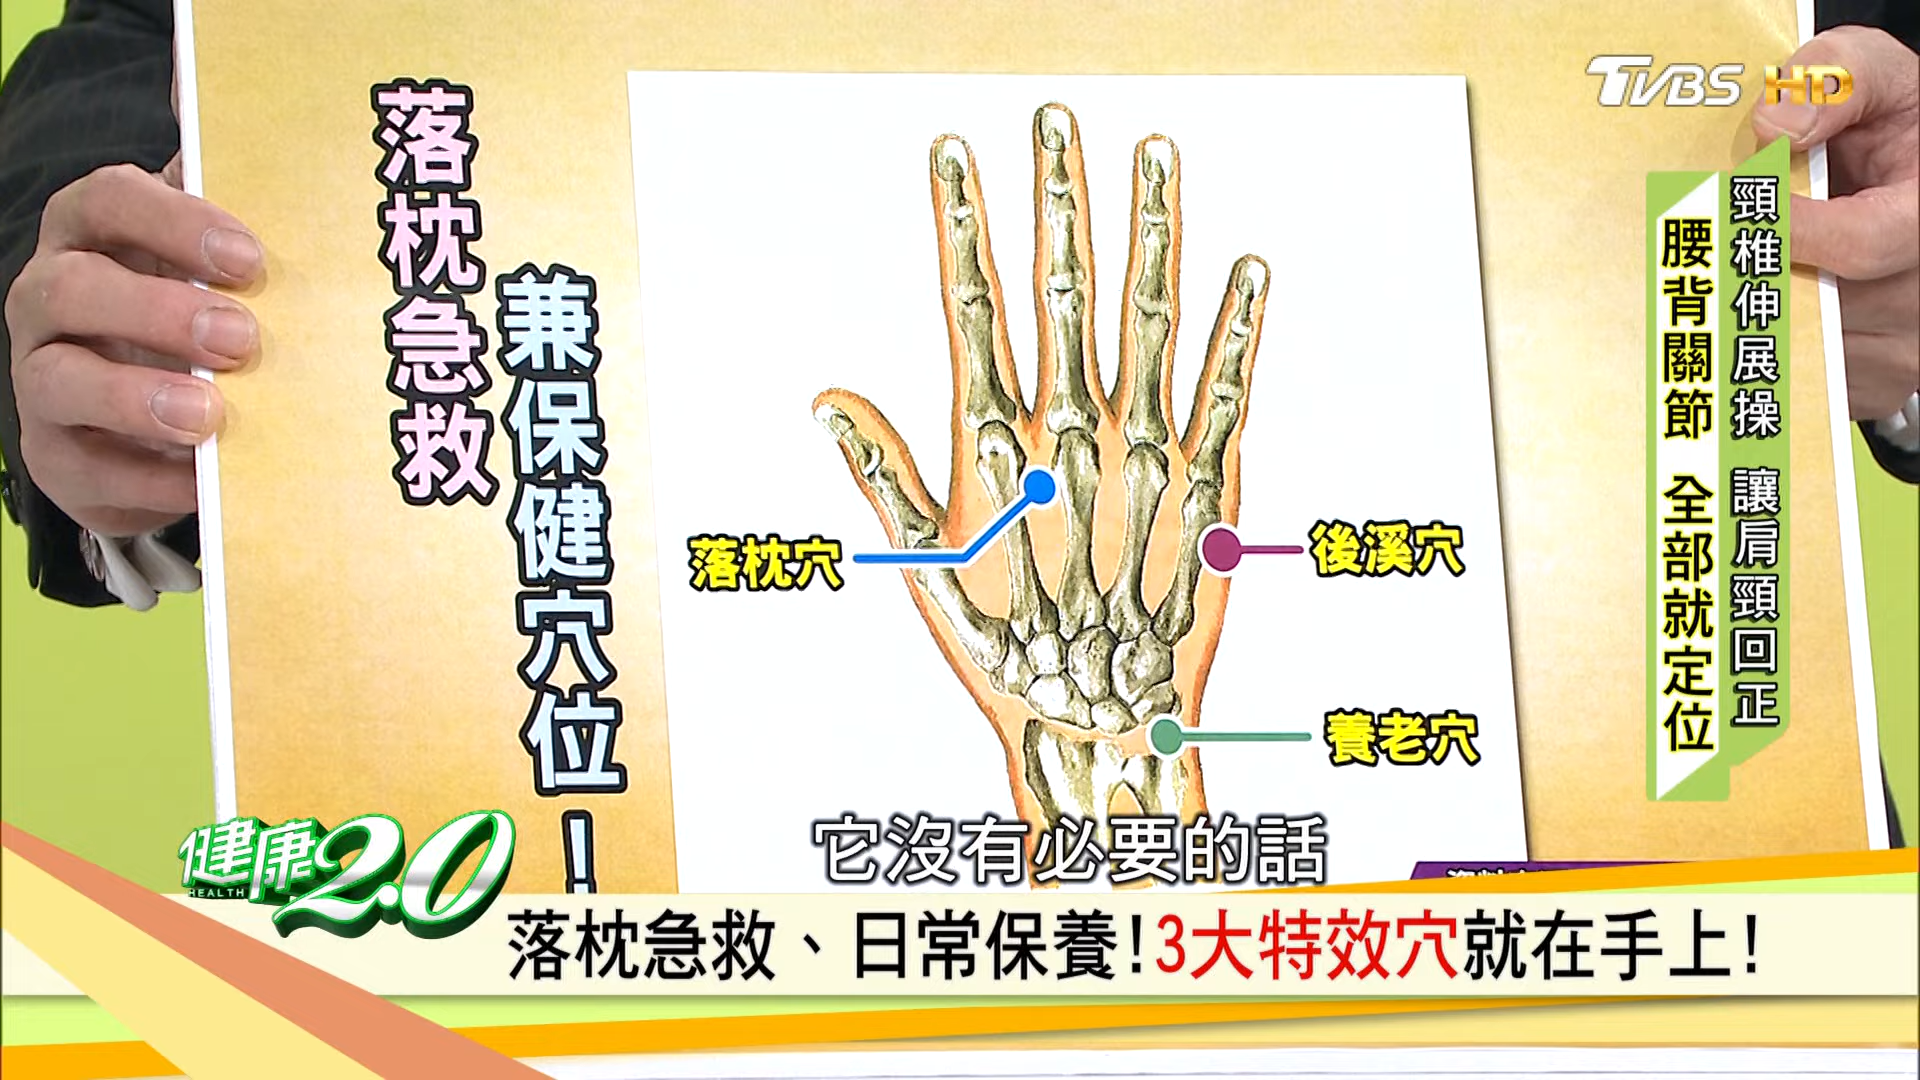 TVBS HD
頸椎伸展操 讓肩頸回正
腰背關節 全部就定位
落枕急救
兼保健穴位！
落枕穴
後溪穴
養老穴
它沒有必要的話
健康2.0
HEALTH
落枕急救、日常保養!3大特效穴就在手上!